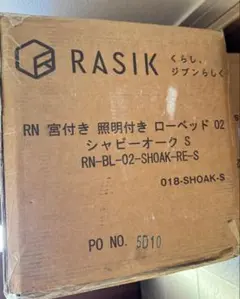 RASIK
くらし、
ジブンらしく
RN 宮付き 照明付き ローベッド 02
シャビーオーク S
RN-BL-02-SHOAK-RE-S
018-SHOAK-S
PO NO. 5010